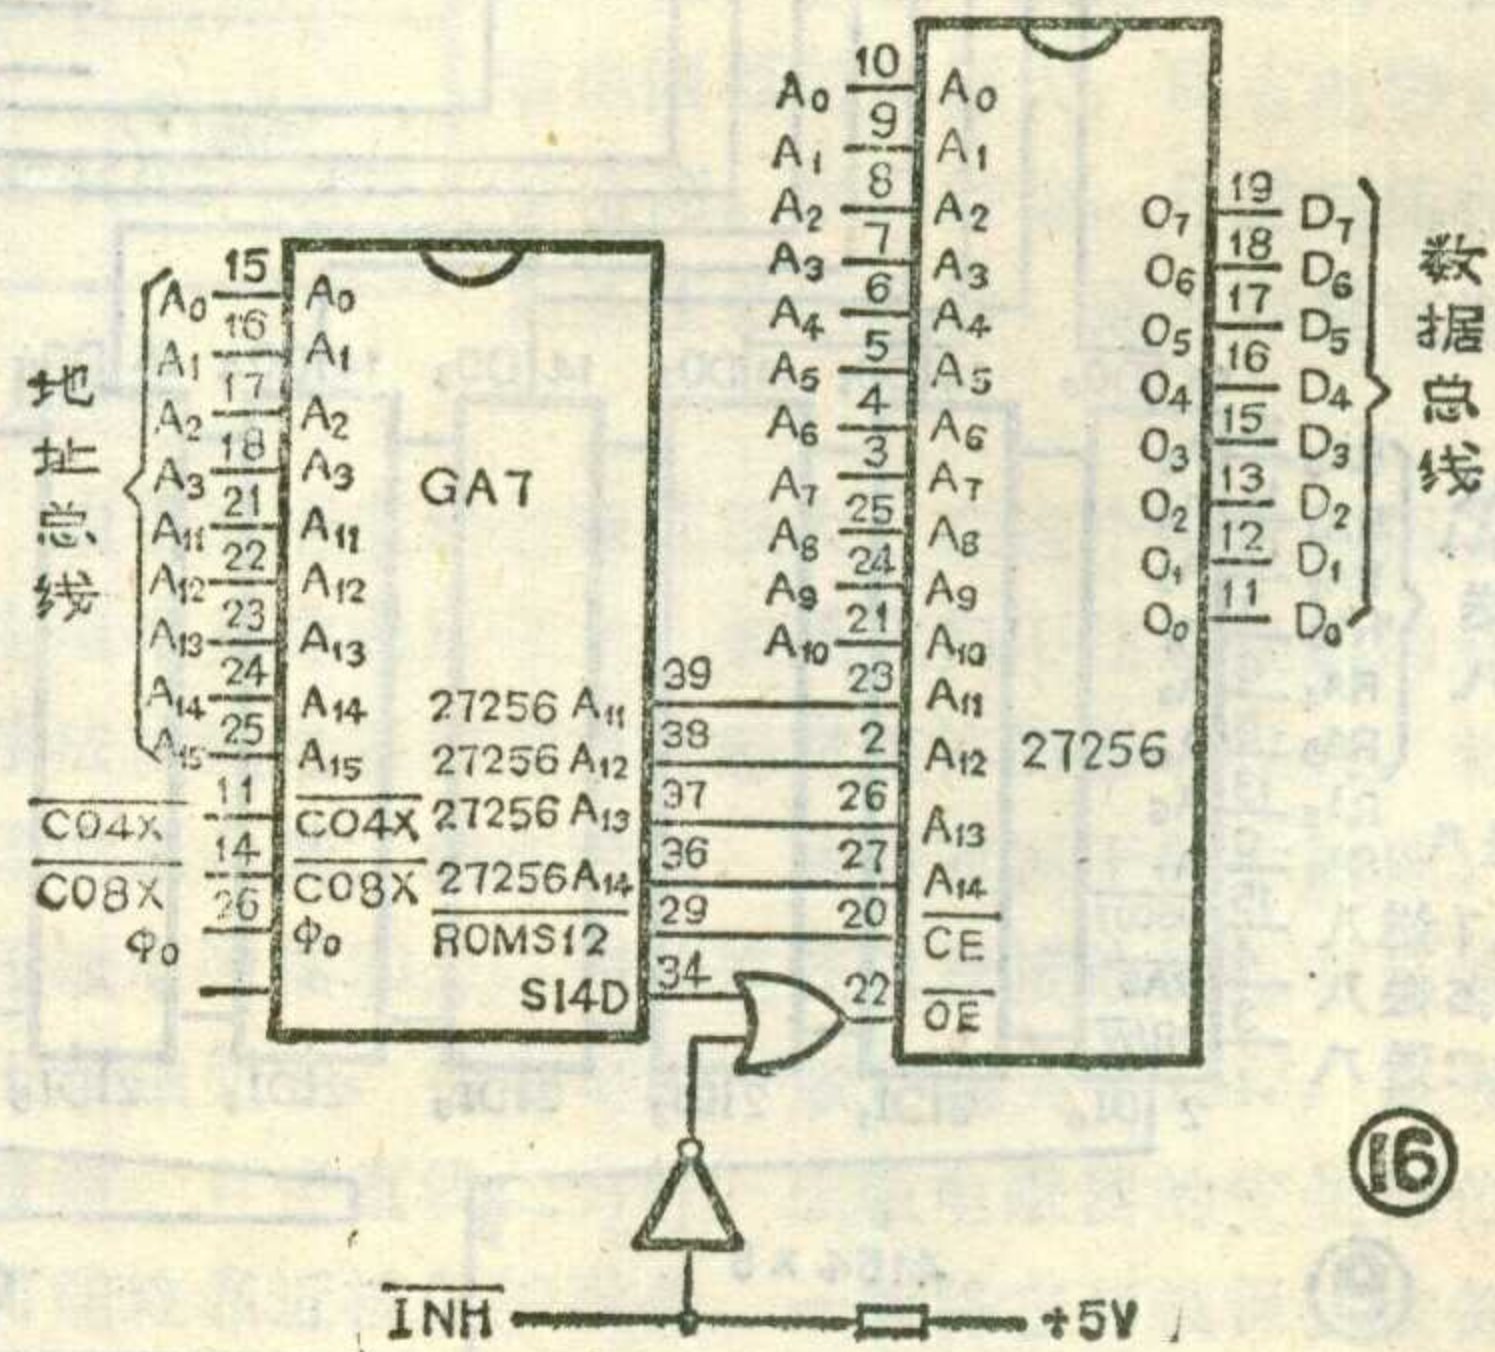 地址总线
A₀ 15 A₀
A₁ 16 A₁
A₂ 17 A₂
A₃ 18 A₃
A₁₁ 21 A₁₁
A₁₂ 22 A₁₂
A₁₃ 23 A₁₃
A₁₄ 24 A₁₄
A₁₅ 25 A₁₅
C04X 11 C04X
C08X 14 C08X
Φ₀ 26 Φ₀
GA7
27256 A₁₁ 39 23 A₁₁
27256 A₁₂ 38 2 A₁₂
27256 A₁₃ 37 26 A₁₃
27256 A₁₄ 36 27 A₁₄
ROMS12 29 20 CE
SI4D 34 22 OE
A₀ 10 A₀
A₁ 9 A₁
A₂ 8 A₂
A₃ 7 A₃
A₄ 6 A₄
A₅ 5 A₅
A₆ 4 A₆
A₇ 3 A₇
A₈ 25 A₈
A₉ 24 A₉
A₁₀ 21 A₁₀
27256
O₇ 19 D₇
O₆ 18 D₆
O₅ 17 D₅
O₄ 16 D₄
O₃ 15 D₃
O₂ 13 D₂
O₁ 12 D₁
O₀ 11 D₀
数据总线
INH +5V
16